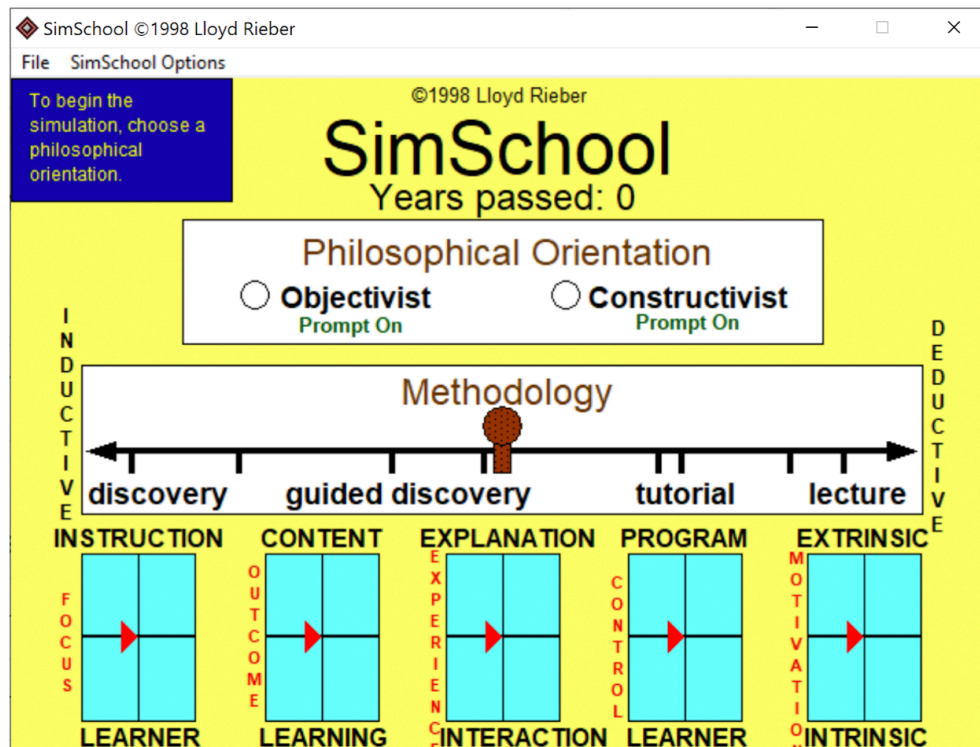 SimSchool ©1998 Lloyd Rieber
File SimSchool Options
To begin the
simulation, choose a
philosophical
orientation.
©1998 Lloyd Rieber
SimSchool
Years passed: 0
Philosophical Orientation
Objectivist
Constructivist
Prompt On
Prompt On
INDUCTIVE
DEDUCTIVE
Methodology
discovery guided discovery tutorial lecture
INSTRUCTION CONTENT EXPLANATION PROGRAM EXTRINSIC
FOCUS
OUTCOME
EXPERIENCE
CONTROL
MOTIVATION
LEARNER LEARNING INTERACTION LEARNER INTRINSIC